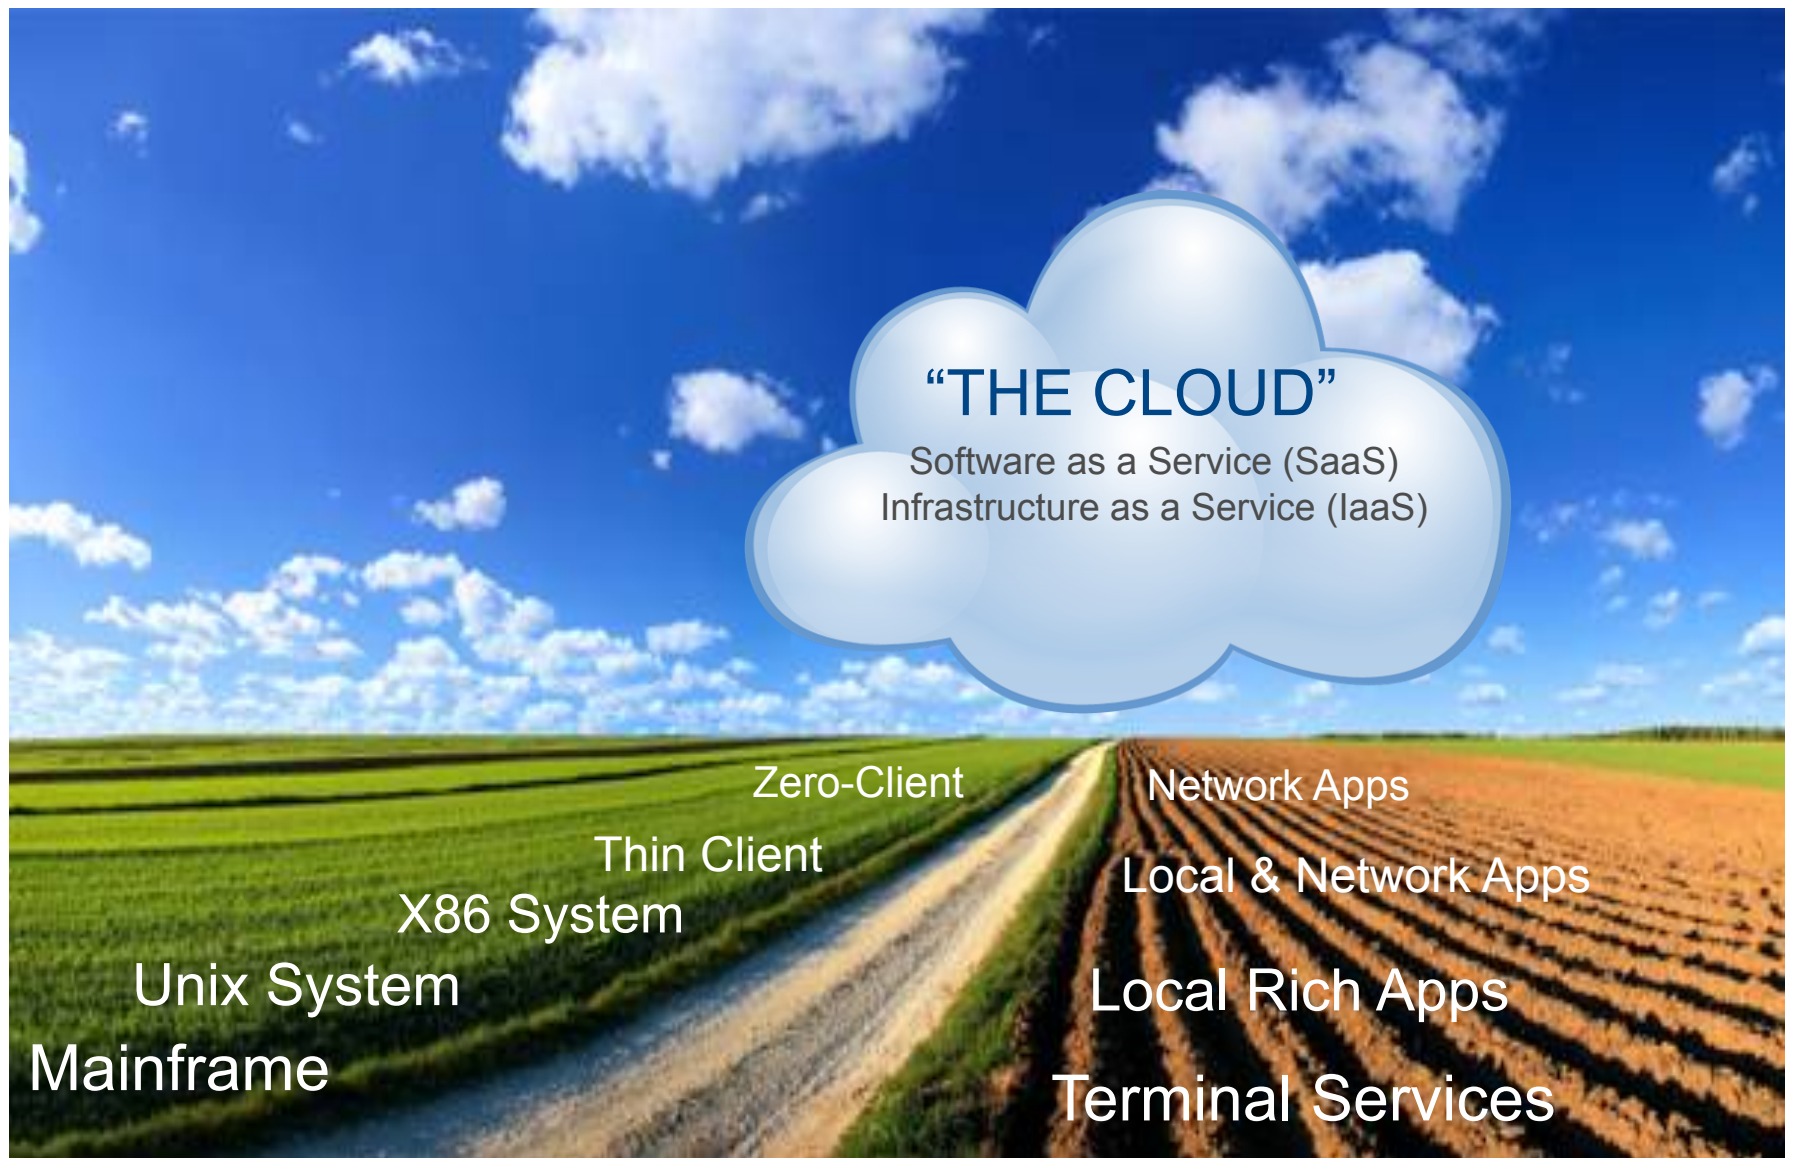 “THE CLOUD”
Software as a Service (SaaS)
Infrastructure as a Service (IaaS)
Zero-Client
Network Apps
Thin Client
Local & Network Apps
X86 System
Unix System
Local Rich Apps
Mainframe
Terminal Services